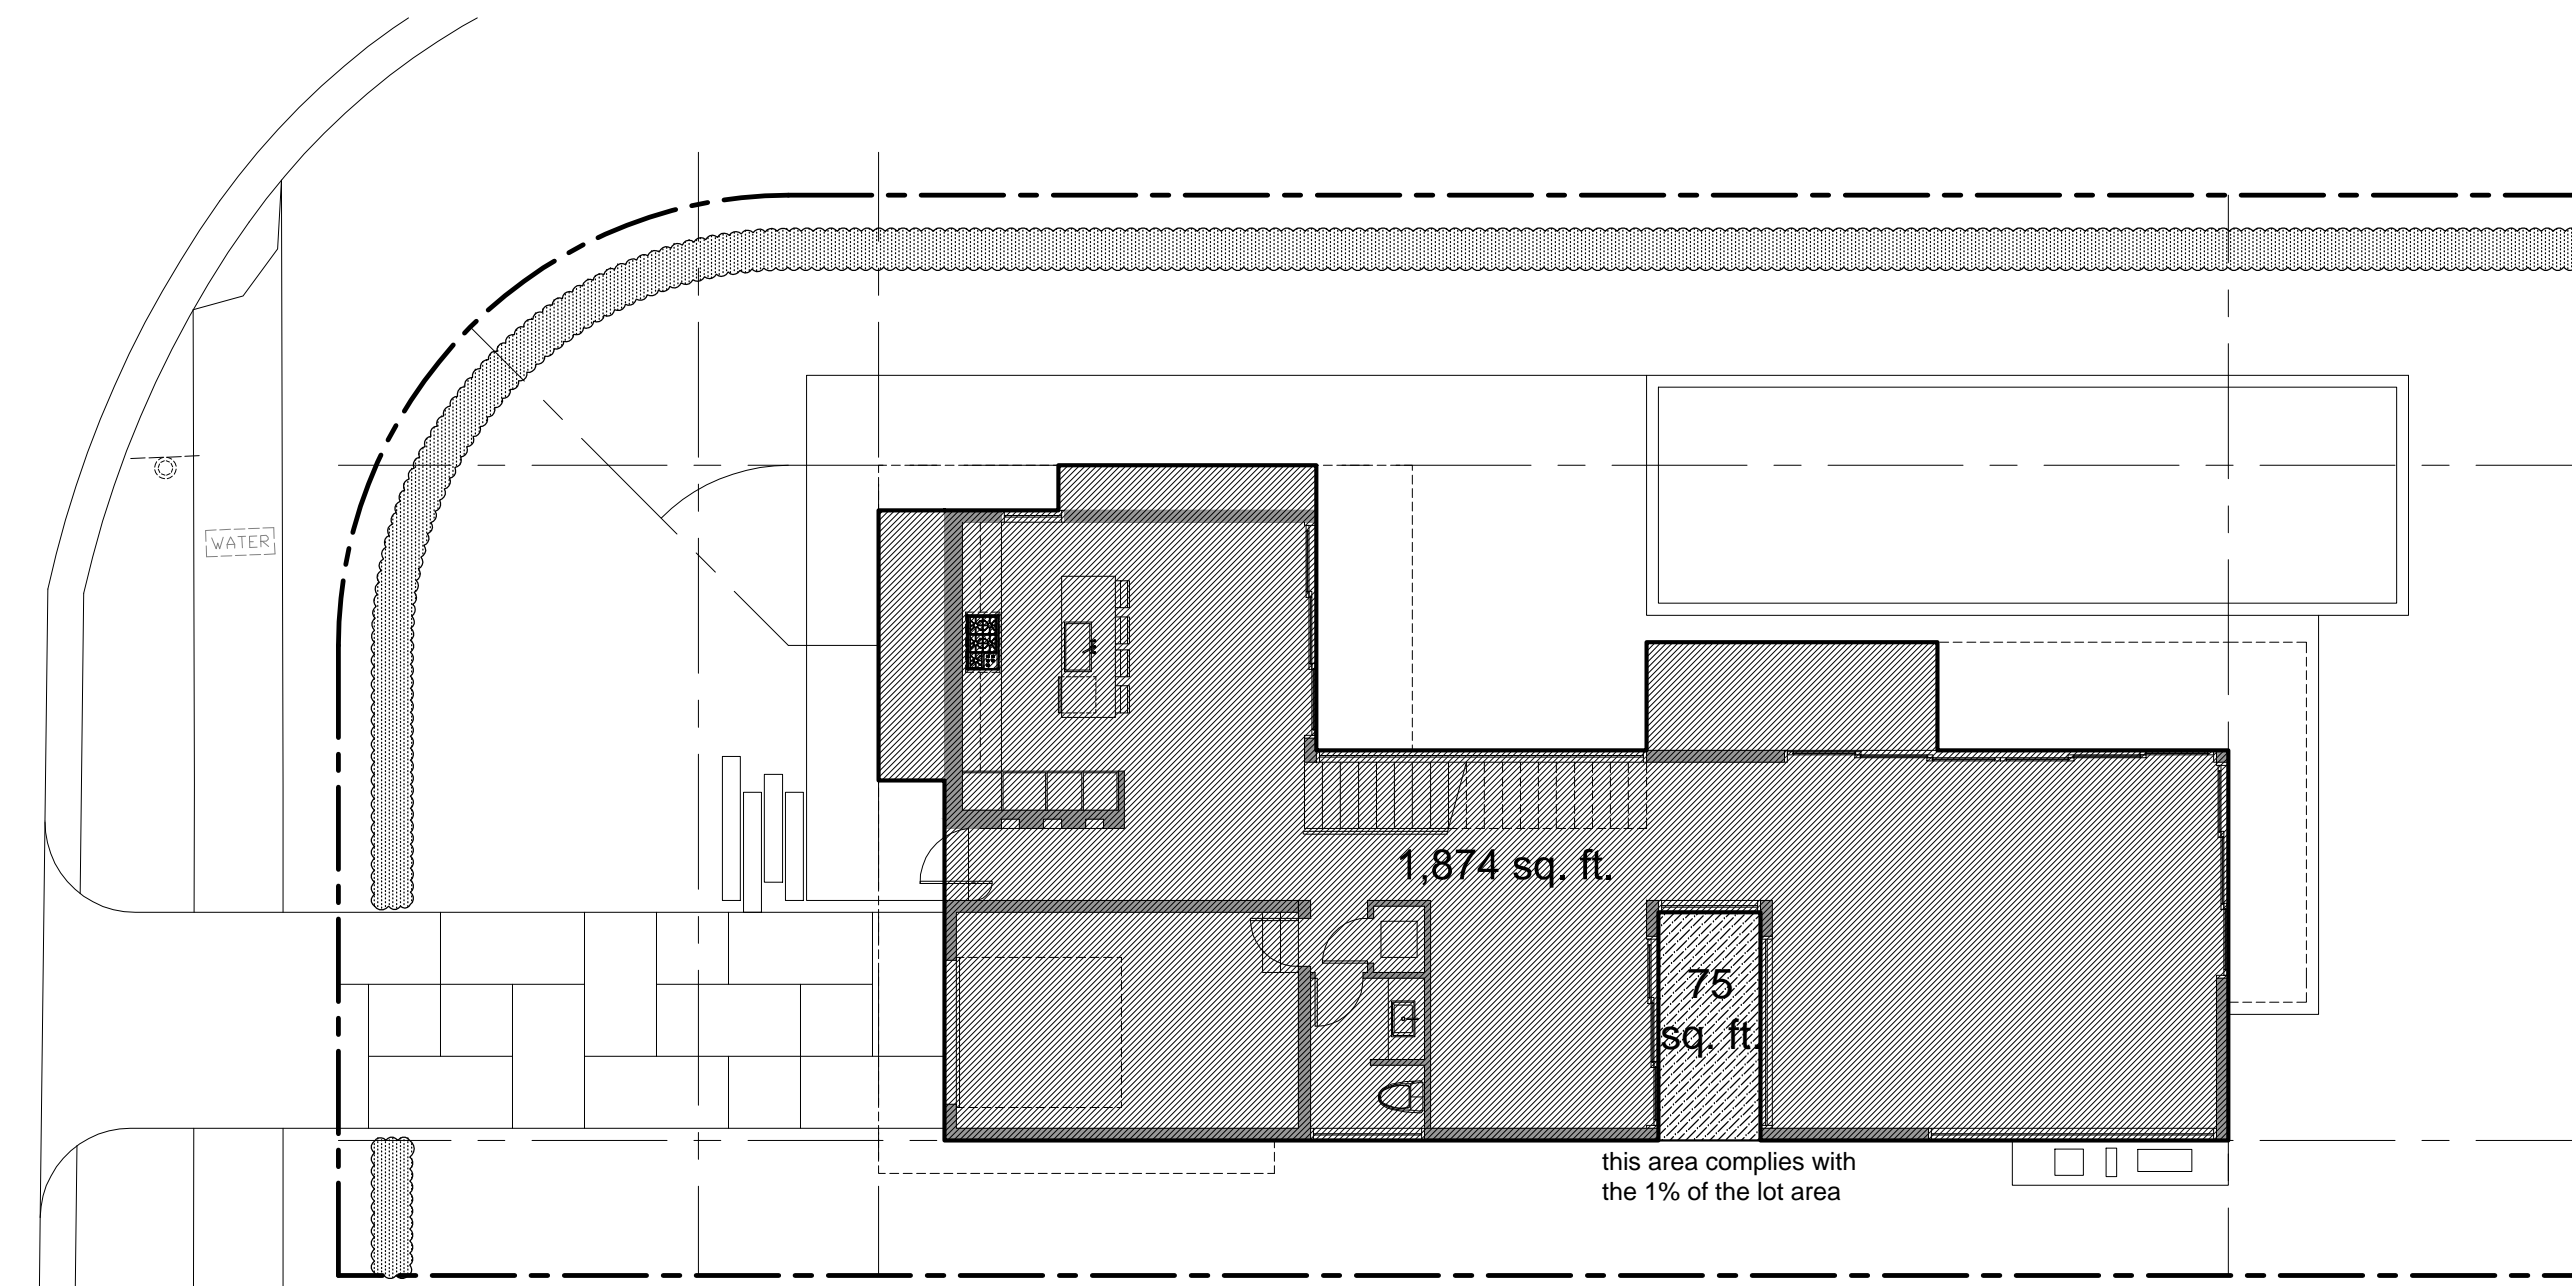 WATER
1,874 sq. ft.
75
sq. ft.
this area complies with
the 1% of the lot area